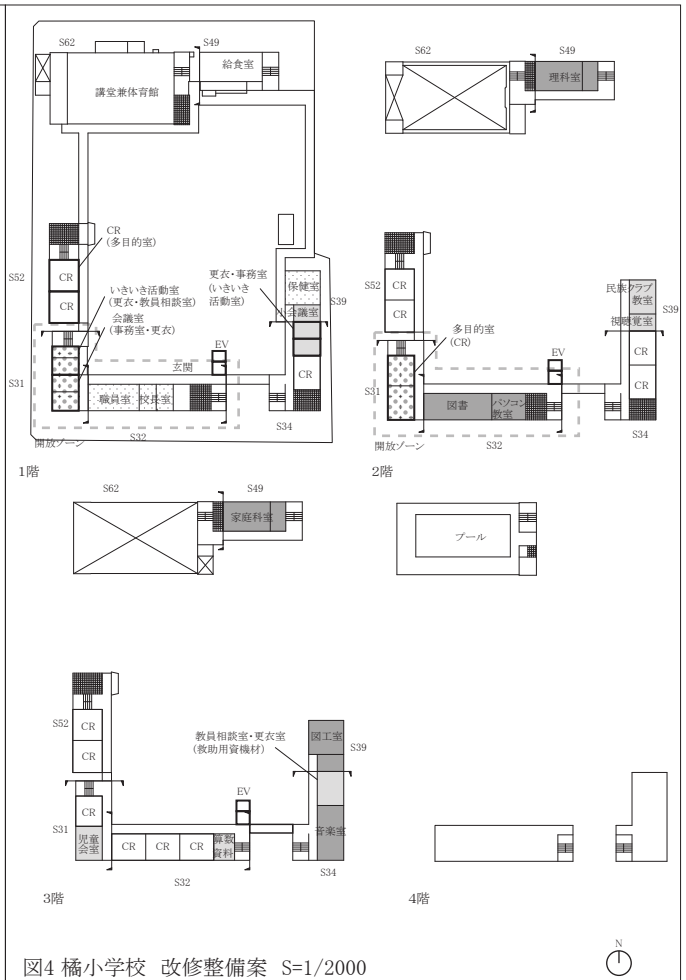 S62
S49
給食室
講堂兼体育館
CR
(多目的室)
S52
CR
CR
いきいき活動室
(更衣・教員相談室)
会議室
(事務室・更衣)
更衣・事務室
(いきいき
活動室)
保健室
小会議室
S39
S31
玄関
EV
CR
職員室
校長室
開放ゾーン
S32
S34
1階
S62
S49
理科室
S52
CR
CR
多目的室
(CR)
EV
民族クラブ
教室
視聴覚室
S39
CR
CR
S31
図書
パソコン
教室
開放ゾーン
S32
S34
2階
S62
S49
家庭科室
プール
S52
CR
CR
教員相談室・更衣室
(救助用資機材)
図工室
S39
EV
CR
S31
児童
会室
CR
CR
CR
算数
資料
音楽室
S32
S34
3階
4階
図4 橘小学校 改修整備案 S=1/2000
N